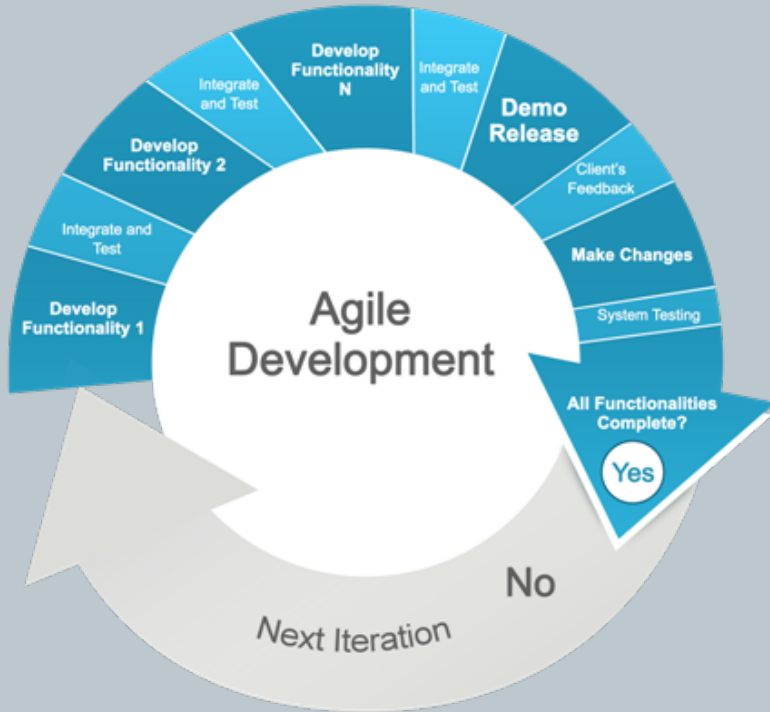 Agile
Development
Develop
Functionality 1
Integrate and
Test
Develop
Functionality 2
Integrate
and Test
Develop
Functionality
N
Integrate
and Test
Demo
Release
Client's
Feedback
Make Changes
System Testing
All Functionalities
Complete?
Yes
No
Next Iteration